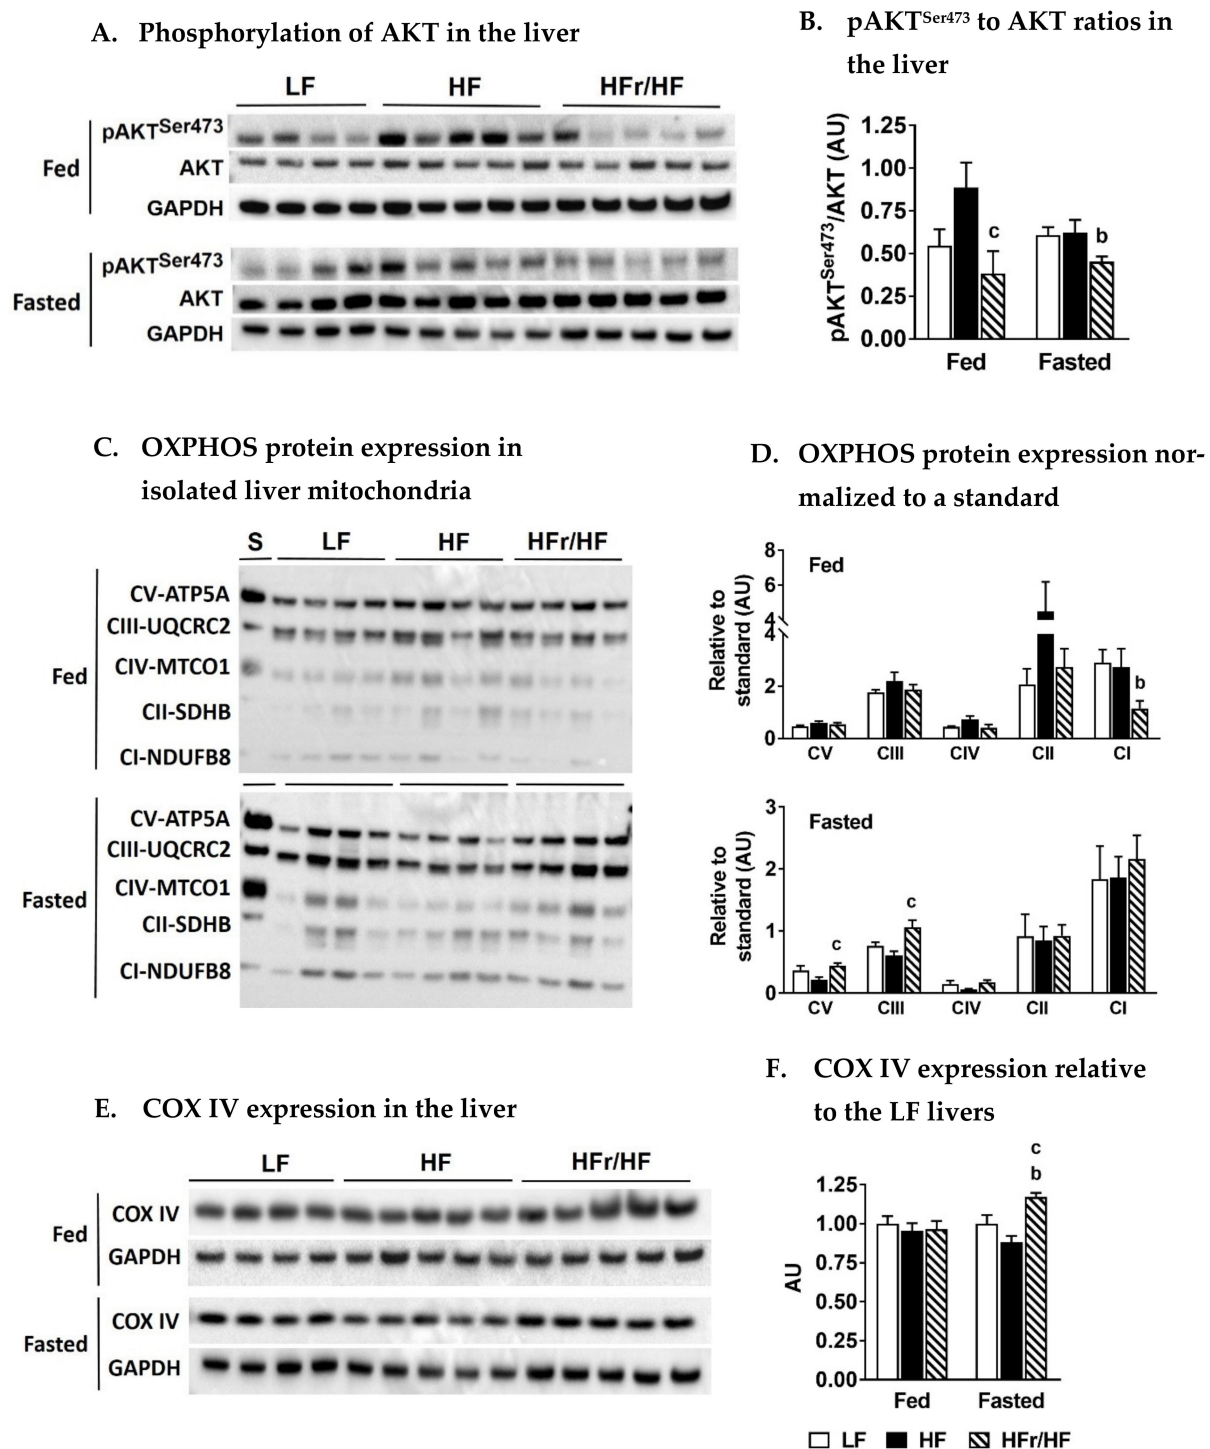 A. Phosphorylation of AKT in the liver
LF HF HFr/HF
Fed
pAKTSer473
AKT
GAPDH
Fasted
pAKTSer473
AKT
GAPDH
B. pAKTSer473 to AKT ratios in
the liver
pAKTSer473/AKT (AU)
1.25
1.00
0.75
0.50
0.25
0.00
c
b
Fed Fasted
C. OXPHOS protein expression in
isolated liver mitochondria
S LF HF HFr/HF
Fed
CV-ATP5A
CIII-UQCRC2
CIV-MTCO1
CII-SDHB
CI-NDUFB8
Fasted
CV-ATP5A
CIII-UQCRC2
CIV-MTCO1
CII-SDHB
CI-NDUFB8
D. OXPHOS protein expression nor-
malized to a standard
Fed
Relative to
standard (AU)
8
6
4
4
2
0
b
CV CIII CIV CII CI
Fasted
Relative to
standard (AU)
3
2
1
0
c
c
CV CIII CIV CII CI
E. COX IV expression in the liver
LF HF HFr/HF
Fed
COX IV
GAPDH
Fasted
COX IV
GAPDH
F. COX IV expression relative
to the LF livers
c
b
AU
1.25
1.00
0.75
0.50
0.25
0.00
Fed Fasted
LF HF HFr/HF